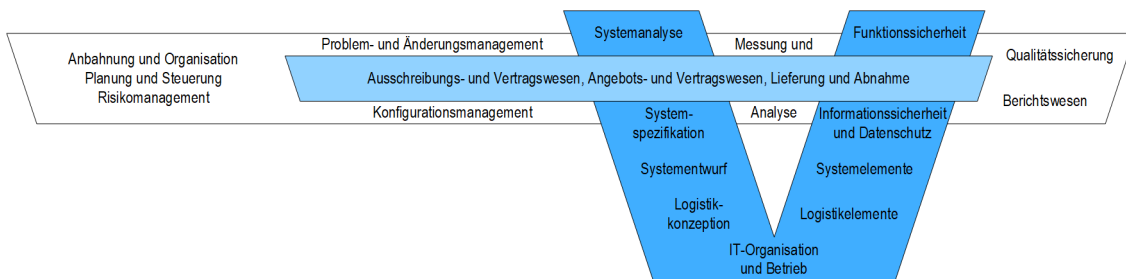 Anbahnung und Organisation
Planung und Steuerung
Risikomanagement
Problem- und Änderungsmanagement
Ausschreibungs- und Vertragswesen, Angebots- und Vertragswesen, Lieferung und Abnahme
Konfigurationsmanagement
Systemanalyse
System-
spezifikation
Systementwurf
Logistik-
konzeption
IT-Organisation
und Betrieb
Messung und
Analyse
Funktionssicherheit
Informationssicherheit
und Datenschutz
Systemelemente
Logistikelemente
Qualitätssicherung
Berichtswesen